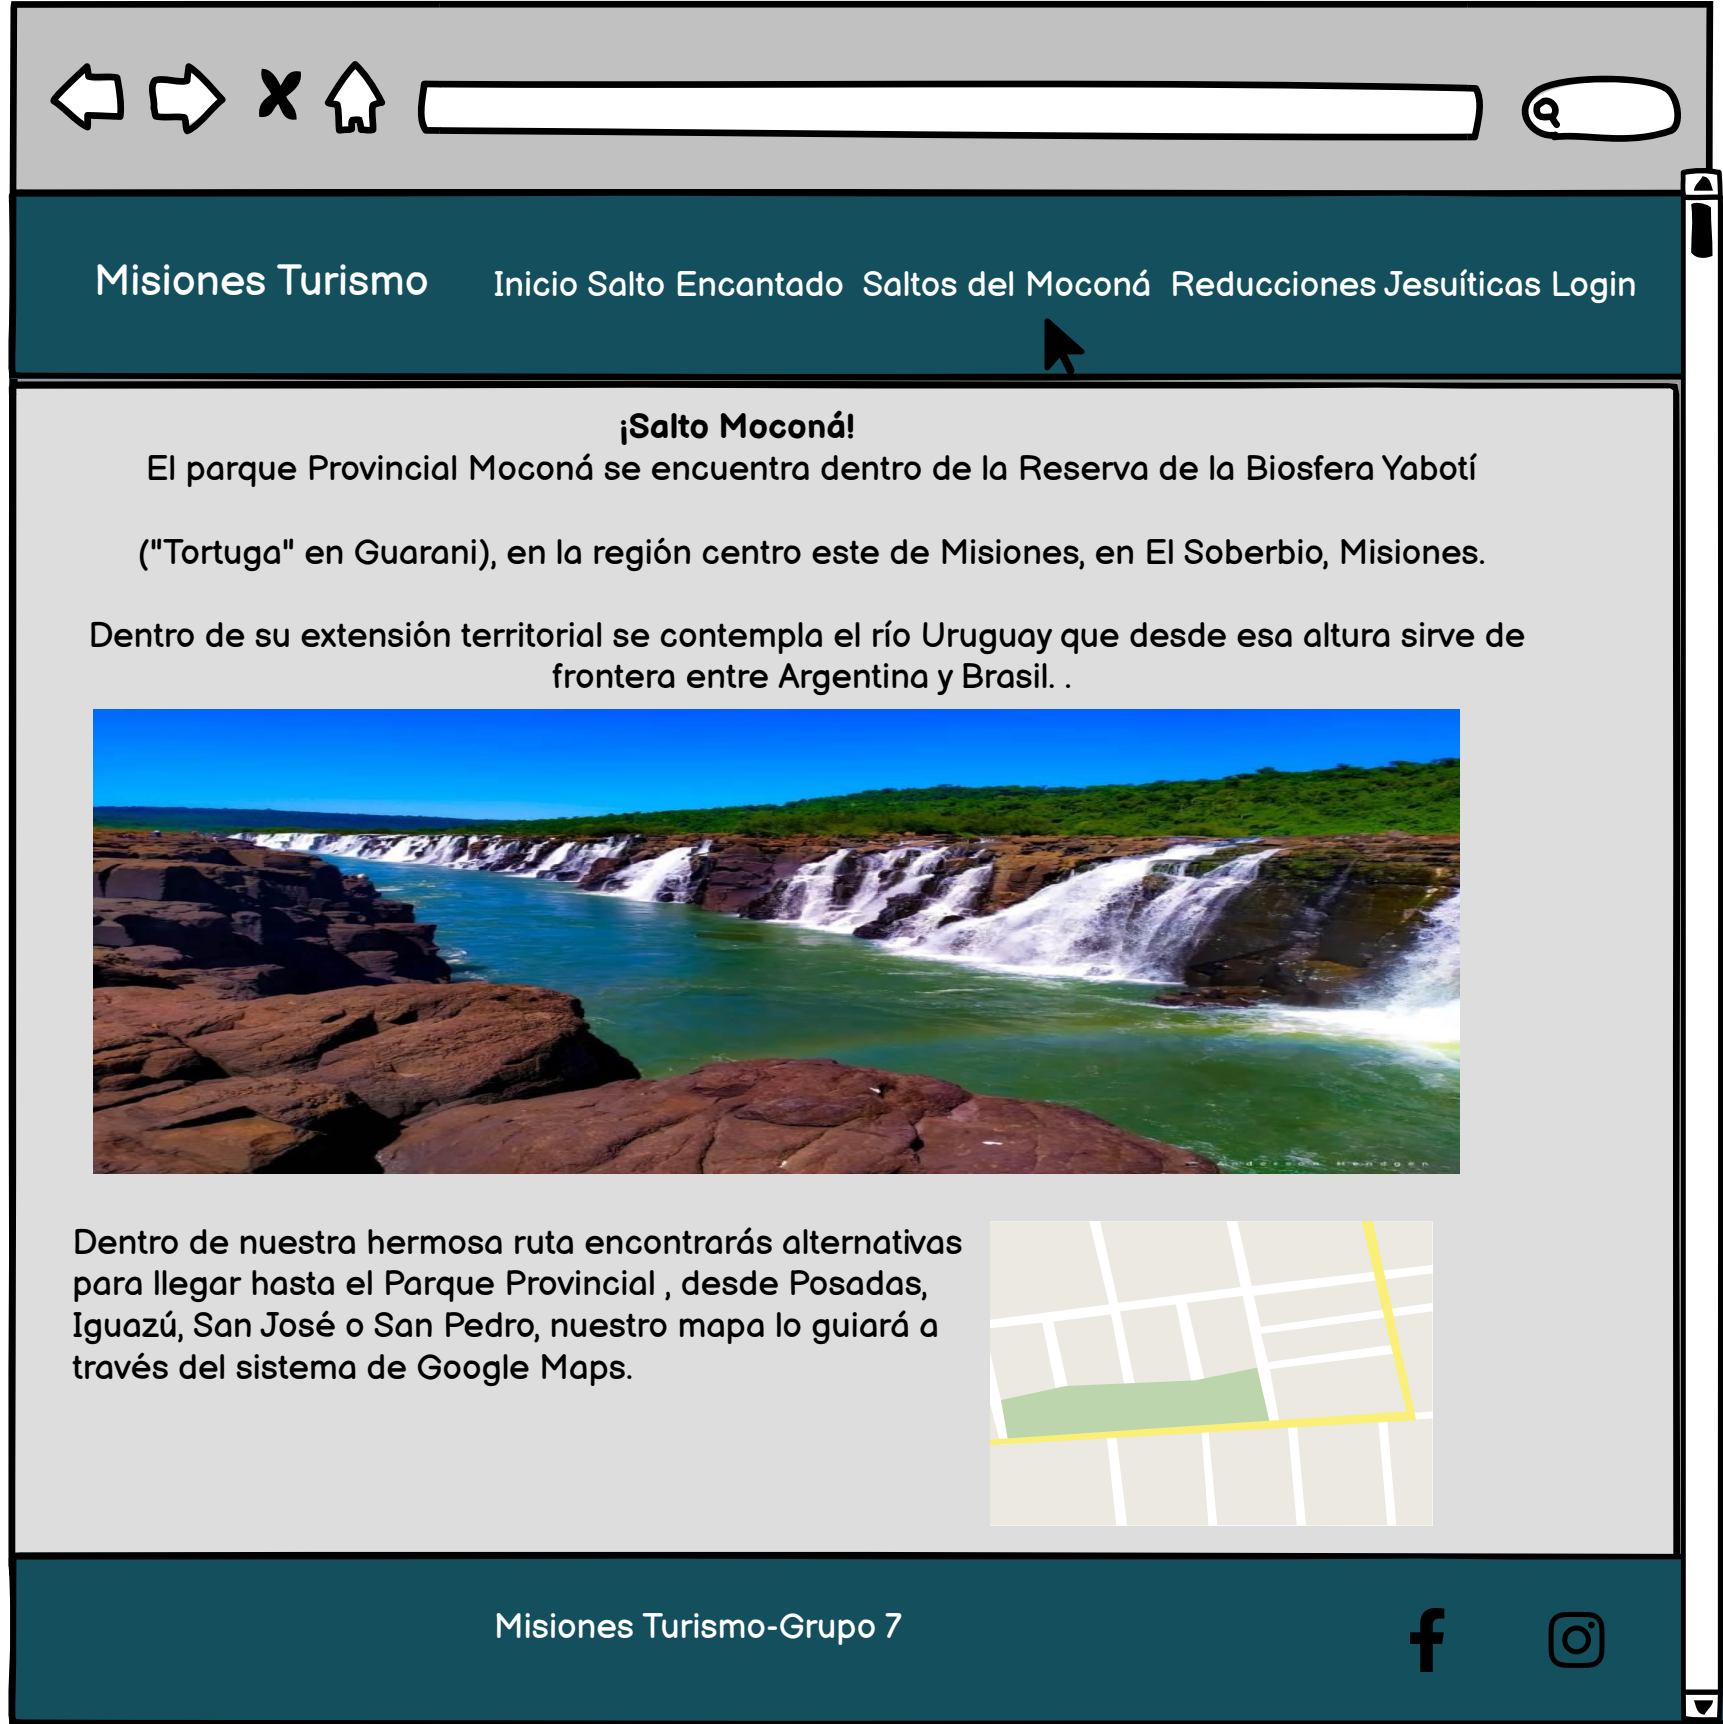 Misiones Turismo
Inicio Salto Encantado Saltos del Moconá Reducciones Jesuíticas Login
¡Salto Moconá!
El parque Provincial Moconá se encuentra dentro de la Reserva de la Biosfera Yabotí
("Tortuga" en Guarani), en la región centro este de Misiones, en El Soberbio, Misiones.
Dentro de su extensión territorial se contempla el río Uruguay que desde esa altura sirve de
frontera entre Argentina y Brasil. .
Anderson Hendgen
Dentro de nuestra hermosa ruta encontrarás alternativas
para llegar hasta el Parque Provincial , desde Posadas,
Iguazú, San José o San Pedro, nuestro mapa lo guiará a
través del sistema de Google Maps.
Misiones Turismo-Grupo 7